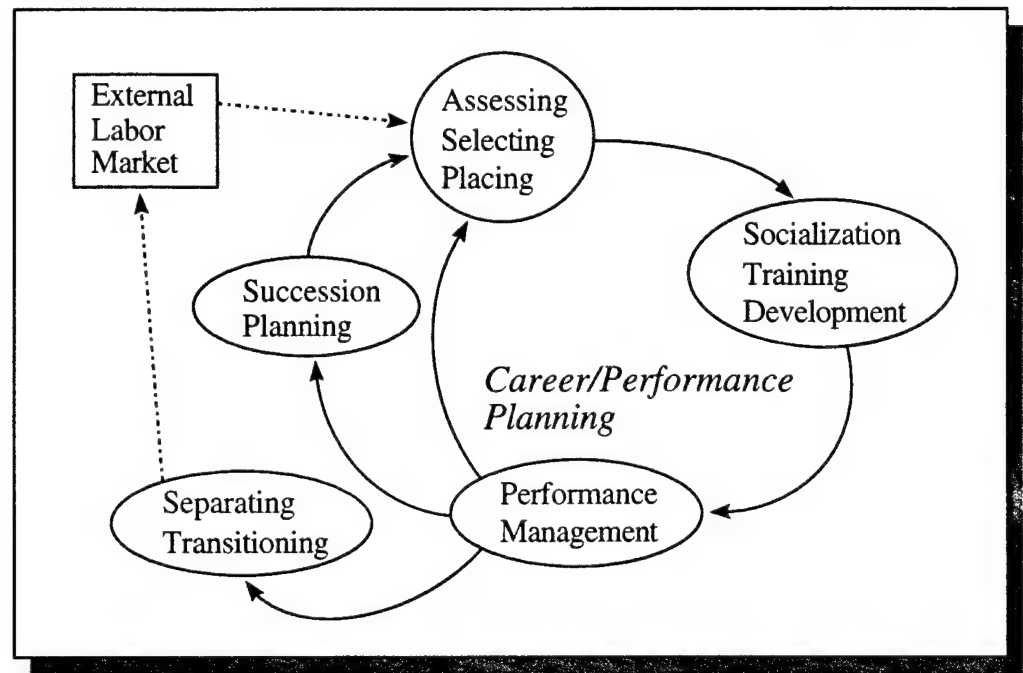 External
Labor
Market
Assessing
Selecting
Placing
Socialization
Training
Development
Succession
Planning
Career/Performance
Planning
Separating
Transitioning
Performance
Management